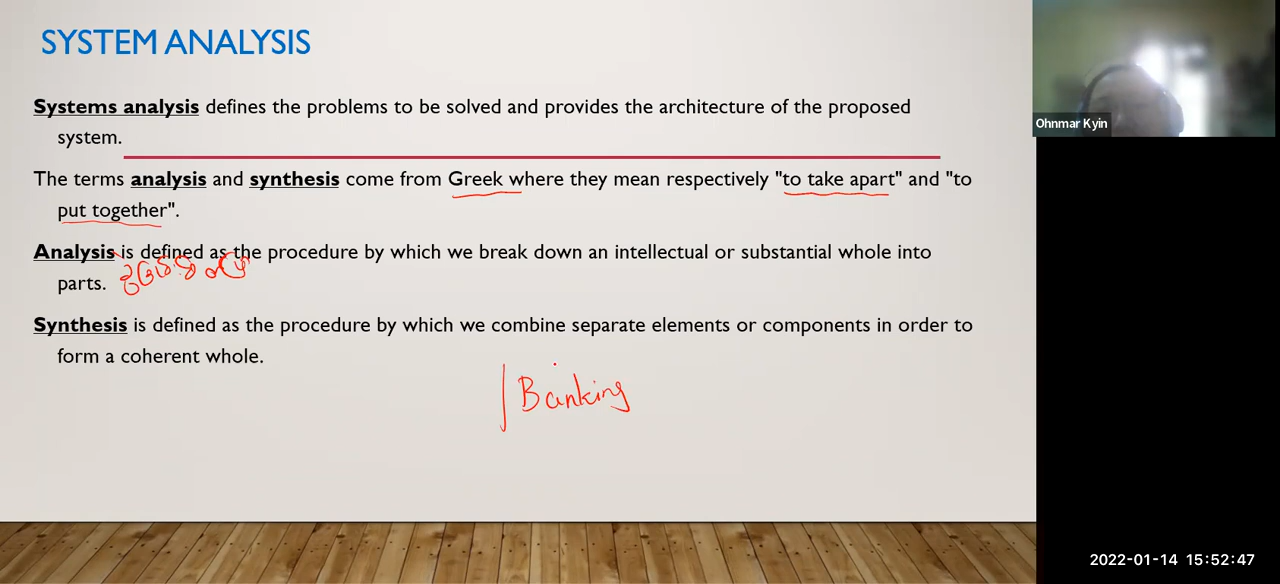 SYSTEM ANALYSIS
Systems analysis defines the problems to be solved and provides the architecture of the proposed
system.
The terms analysis and synthesis come from Greek where they mean respectively "to take apart" and "to
put together".
Analysis is defined as the procedure by which we break down an intellectual or substantial whole into
parts.
Synthesis is defined as the procedure by which we combine separate elements or components in order to
form a coherent whole.
Banking
Ohnmar Kyin
2022-01-14 15:52:47